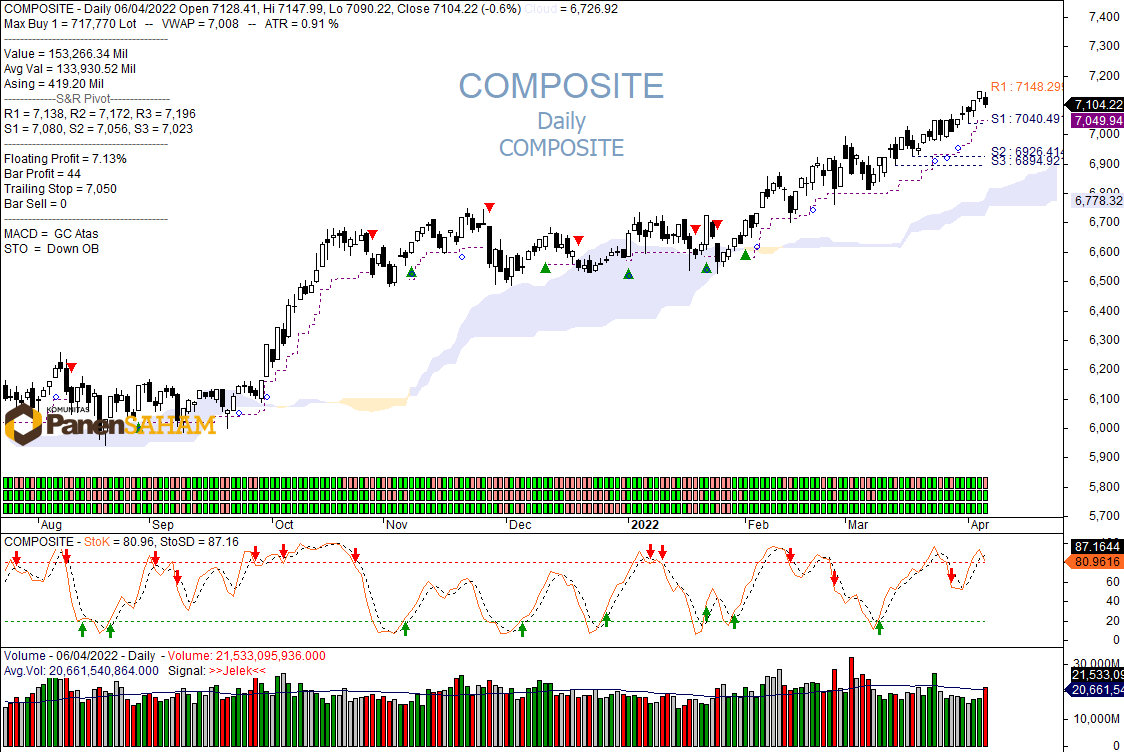 COMPOSITE - Daily 06/04/2022 Open 7128.41, Hi 7147.99, Lo 7090.22, Close 7104.22 (-0.6%) Cloud = 6,726.92
Max Buy 1 = 717,770 Lot -- VWAP = 7,008 -- ATR = 0.91 %
Value = 153,266.34 Mil
Avg Val = 133,930.52 Mil
Asing = 419.20 Mil
--------------S&R Pivot----------------
R1 = 7,138, R2 = 7,172, R3 = 7,196
S1 = 7,080, S2 = 7,056, S3 = 7,023
Floating Profit = 7.13%
Bar Profit = 44
Trailing Stop = 7,050
Bar Sell = 0
MACD = GC Atas
STO = Down OB
COMPOSITE
Daily
COMPOSITE
R1 : 7148.299
S1 : 7040.491
S2 : 6926.414
S3 : 6894.921
7,400
7,300
7,200
7,104.22
7,049.94
7,000
6,900
6,800
6,778.32
6,700
6,600
6,500
6,400
6,300
6,200
6,100
6,000
5,900
5,800
5,700
KOMUNITAS
PanenSAHAM
Aug Sep Oct Nov Dec 2022 Feb Mar Apr
COMPOSITE - StoK = 80.96, StoSD = 87.16
87.1644
80.9616
60
40
20
0
Volume - 06/04/2022 - Daily - Volume: 21,533,095,936.000
Avg.Vol: 20,661,540,864.000 Signal: >>Jelek<<
30,000M
21,533,09
20,661,54
10,000M
0